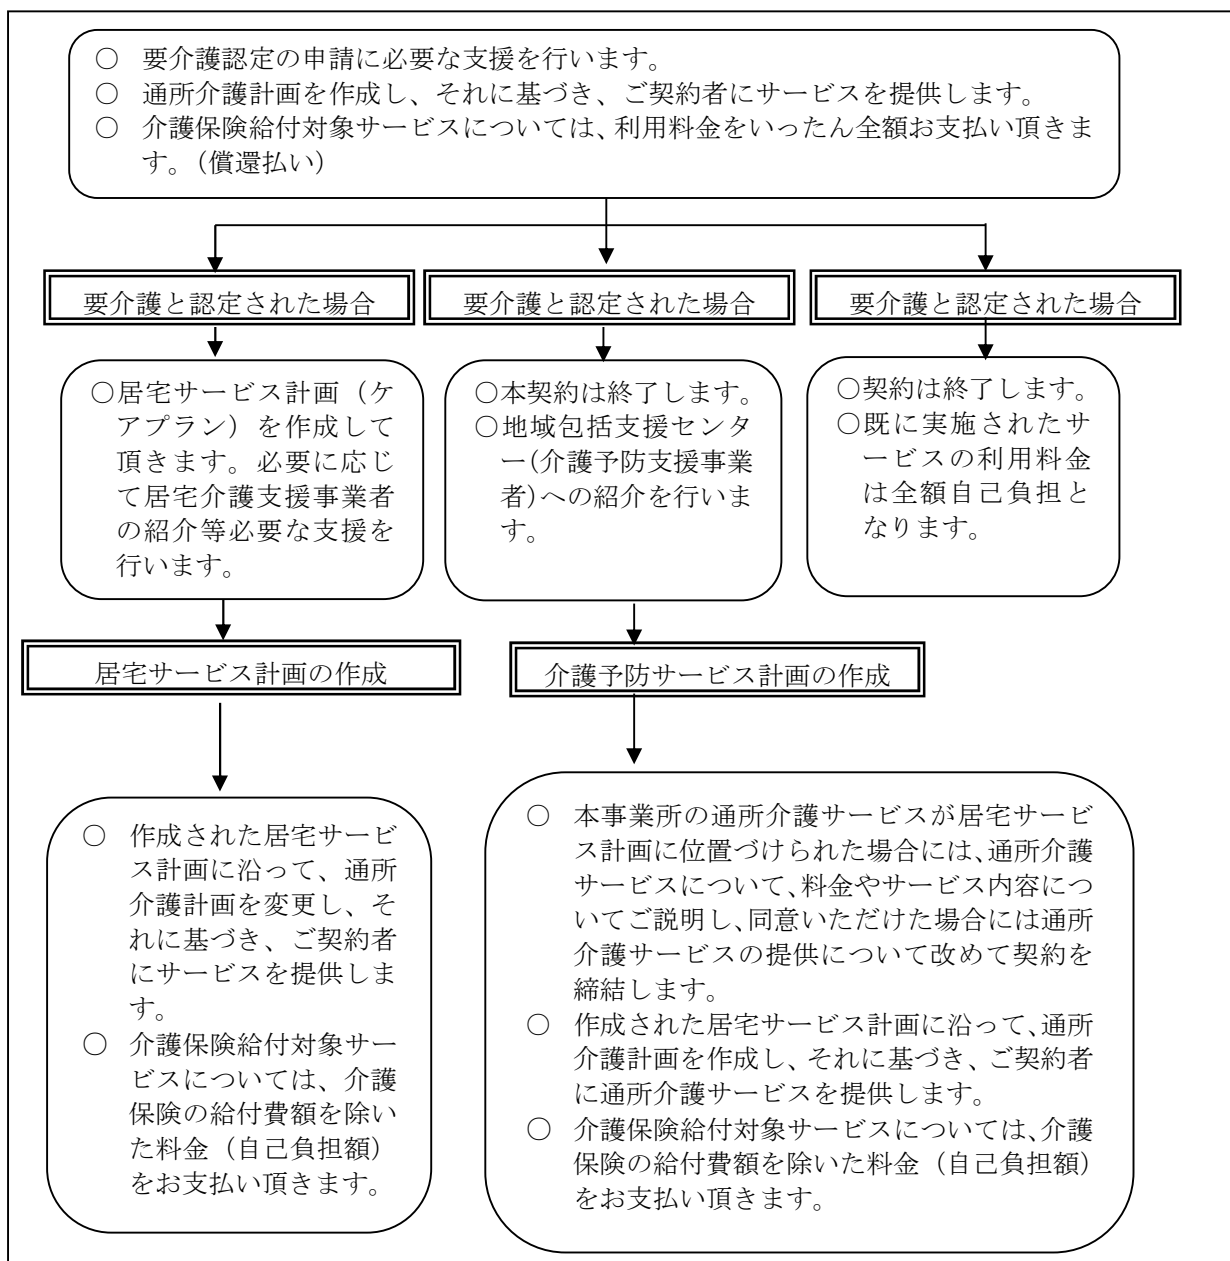 ○ 要介護認定の申請に必要な支援を行います。
○ 通所介護計画を作成し、それに基づき、ご契約者にサービスを提供します。
○ 介護保険給付対象サービスについては、利用料金をいったん全額お支払い頂きま
す。（償還払い）
要介護と認定された場合
要介護と認定された場合
要介護と認定された場合
○居宅サービス計画（ケ
アプラン）を作成して
頂きます。必要に応じ
て居宅介護支援事業者
の紹介等必要な支援を
行います。
○本契約は終了します。
○地域包括支援センタ
ー(介護予防支援事業
者)への紹介を行いま
す。
○契約は終了します。
○既に実施されたサ
ービスの利用料金
は全額自己負担と
なります。
居宅サービス計画の作成
介護予防サービス計画の作成
○ 作成された居宅サービ
ス計画に沿って、通所
介護計画を変更し、そ
れに基づき、ご契約者
にサービスを提供しま
す。
○ 介護保険給付対象サー
ビスについては、介護
保険の給付費額を除い
た料金（自己負担額）
をお支払い頂きます。
○ 本事業所の通所介護サービスが居宅サービ
ス計画に位置づけられた場合には、通所介護
サービスについて、料金やサービス内容につ
いてご説明し、同意いただけた場合には通所
介護サービスの提供について改めて契約を
締結します。
○ 作成された居宅サービス計画に沿って、通所
介護計画を作成し、それに基づき、ご契約者
に通所介護サービスを提供します。
○ 介護保険給付対象サービスについては、介護
保険の給付費額を除いた料金（自己負担額）
をお支払い頂きます。